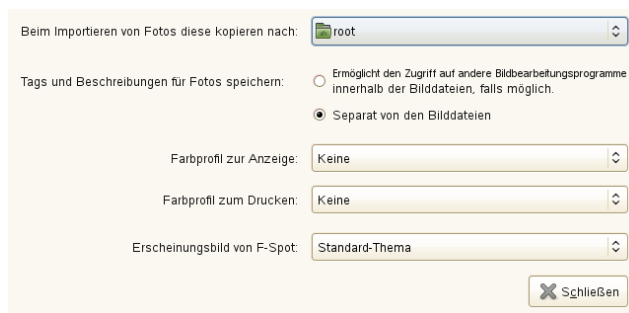 Beim Importieren von Fotos diese kopieren nach: root
Tags und Beschreibungen für Fotos speichern:
Ermöglicht den Zugriff auf andere Bildbearbeitungsprogramme
innerhalb der Bilddateien, falls möglich.
Separat von den Bilddateien
Farbprofil zur Anzeige: Keine
Farbprofil zum Drucken: Keine
Erscheinungsbild von F-Spot: Standard-Thema
Schließen